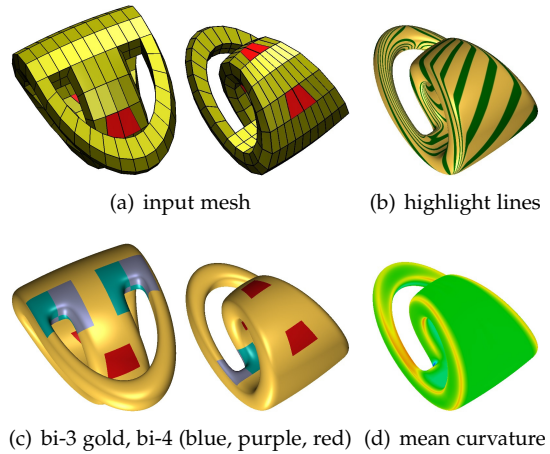 (a) input mesh
(b) highlight lines
(c) bi-3 gold, bi-4 (blue, purple, red)
(d) mean curvature